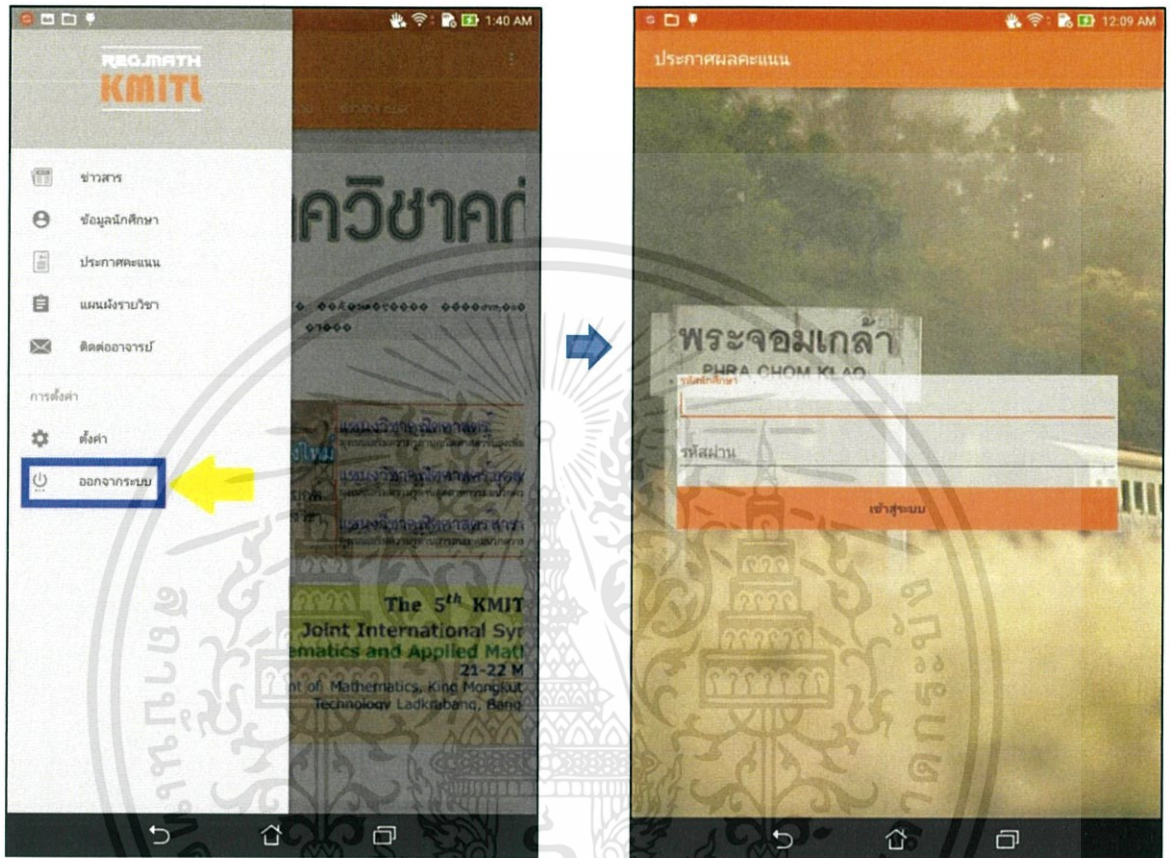 1:40 AM
REG.MATH
KMITL
ข่าวสาร
ข้อมูลนักศึกษา
ประกาศคะแนน
แผนผังรายวิชา
ติดต่ออาจารย์
การตั้งค่า
ตั้งค่า
ออกจากระบบ
ควิชาค
The 5th KMIT
Joint International Syr
ematics and Applied Mat
21-22 M
nt of Mathematics, King Mongkut
Technology Ladkrabang, Bang
12:09 AM
ประกาศผลคะแนน
พระจอมเกล้า
PHRA CHOM KLAO
รหัสนักศึกษา
รหัสผ่าน
เข้าสู่ระบบ